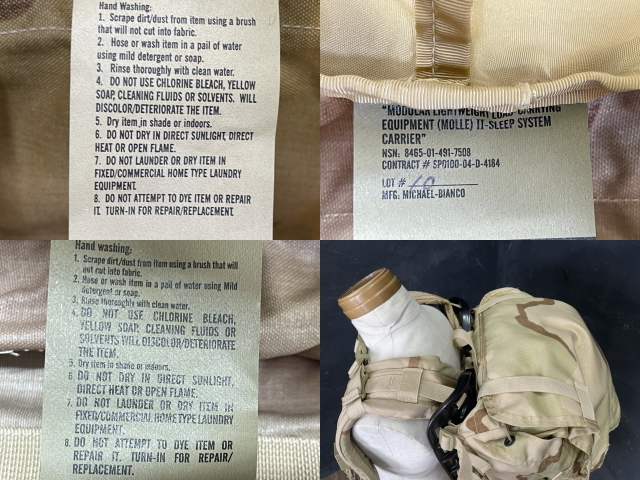 Hand Washing:
1. Scrape dirt/dust from item using a brush
that will not cut into fabric.
2. Hose or wash item in a pail of water
using mild detergent or soap.
3. Rinse thoroughly with clean water.
4. DO NOT USE CHLORINE BLEACH, YELLOW
SOAP, CLEANING FLUIDS OR SOLVENTS. WILL
DISCOLOR/DETERIORATE THE ITEM.
5. Dry item in shade or indoors.
6. DO NOT DRY IN DIRECT SUNLIGHT, DIRECT
HEAT OR OPEN FLAME.
7. DO NOT LAUNDER OR DRY ITEM IN
FIXED/COMMERCIAL HOME TYPE LAUNDRY
EQUIPMENT.
8. DO NOT ATTEMPT TO DYE ITEM OR REPAIR
IT. TURN-IN FOR REPAIR/REPLACEMENT.
"MODULAR LIGHTWEIGHT LOAD-CARRYING
EQUIPMENT (MOLLE) II-SLEEP SYSTEM
CARRIER"
NSN: 8465-01-491-7508
CONTRACT # SP0100-04-D-4184
LOT # 10
MFG: MICHAEL-BIANCO
Hand washing:
1. Scrape dirt/dust from item using a brush that will
not cut into fabric.
2. Hose or wash item in a pail of water using Mild
detergent or soap.
3. Rinse thoroughly with clean water.
4. DO NOT USE CHLORINE BLEACH,
YELLOW SOAP, CLEANING FLUIDS OR
SOLVENTS WILL DISCOLOR/DETERIORATE
THE ITEM.
5. Dry item in shade or indoors.
6. DO NOT DRY IN DIRECT SUNLIGHT,
DIRECT HEAT OR OPEN FLAME.
7. DO NOT LAUNDER OR DRY ITEM IN
FIXED/COMMERCIAL HOME TYPE LAUNDRY
EQUIPMENT.
8. DO NOT ATTEMPT TO DYE ITEM OR
REPAIR IT. TURN-IN FOR REPAIR/
REPLACEMENT.